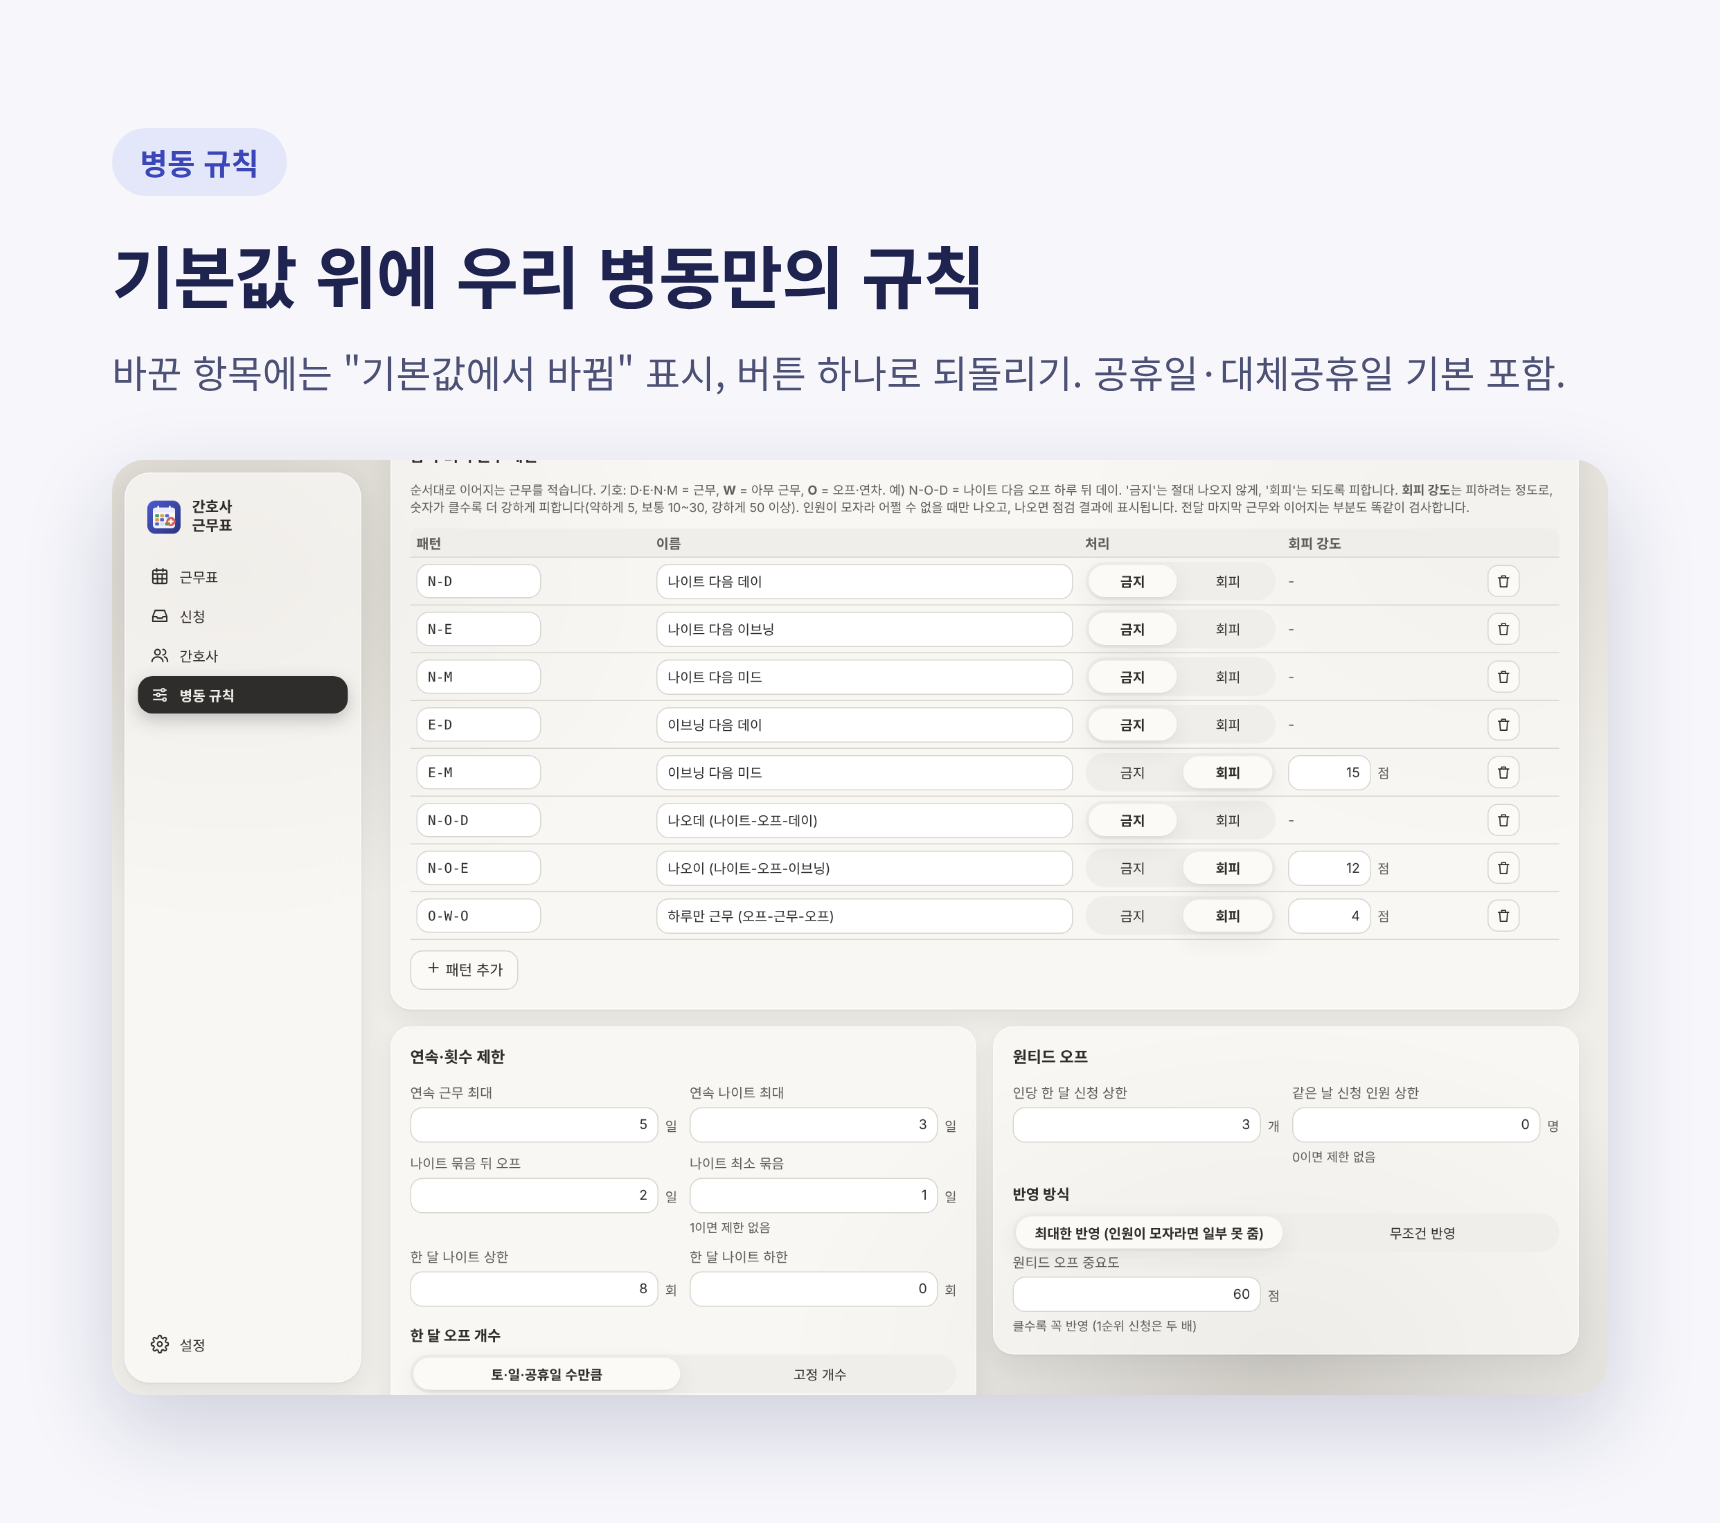 병동 규칙
기본값 위에 우리 병동만의 규칙
바꾼 항목에는 "기본값에서 바뀜" 표시, 버튼 하나로 되돌리기. 공휴일·대체공휴일 기본 포함.
간호사
근무표
근무표
신청
간호사
병동 규칙
설정
순서대로 이어지는 근무를 적습니다. 기호: D·E·N·M = 근무, W = 아무 근무, O = 오프·연차. 예) N-O-D = 나이트 다음 오프 하루 뒤 데이. '금지'는 절대 나오지 않게, '회피'는 되도록 피합니다. 회피 강도는 피하려는 정도로,
숫자가 클수록 더 강하게 피합니다(약하게 5, 보통 10~30, 강하게 50 이상). 인원이 모자라 어쩔 수 없을 때만 나오고, 나오면 점검 결과에 표시됩니다. 전달 마지막 근무와 이어지는 부분도 똑같이 검사합니다.
패턴 이름 처리 회피 강도
N-D 나이트 다음 데이 금지 회피 -
N-E 나이트 다음 이브닝 금지 회피 -
N-M 나이트 다음 미드 금지 회피 -
E-D 이브닝 다음 데이 금지 회피 -
E-M 이브닝 다음 미드 금지 회피 15 점
N-O-D 나오데 (나이트-오프-데이) 금지 회피 -
N-O-E 나오이 (나이트-오프-이브닝) 금지 회피 12 점
O-W-O 하루만 근무 (오프-근무-오프) 금지 회피 4 점
+ 패턴 추가
연속·횟수 제한
연속 근무 최대 연속 나이트 최대
5 일 3 일
나이트 묶음 뒤 오프 나이트 최소 묶음
2 일 1 일
1이면 제한 없음
한 달 나이트 상한 한 달 나이트 하한
8 회 0 회
한 달 오프 개수
토·일·공휴일 수만큼 고정 개수
원티드 오프
인당 한 달 신청 상한 같은 날 신청 인원 상한
3 개 0 명
0이면 제한 없음
반영 방식
최대한 반영 (인원이 모자라면 일부 못 줌) 무조건 반영
원티드 오프 중요도
60 점
클수록 꼭 반영 (1순위 신청은 두 배)